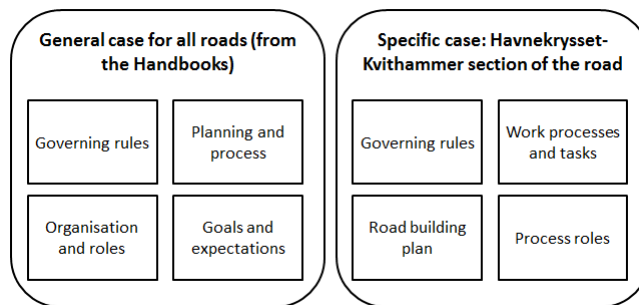 General case for all roads (from
the Handbooks)
Governing rules
Planning and
process
Organisation
and roles
Goals and
expectations
Specific case: Havnekrysset-
Kvithammer section of the road
Governing rules
Work processes
and tasks
Road building
plan
Process roles